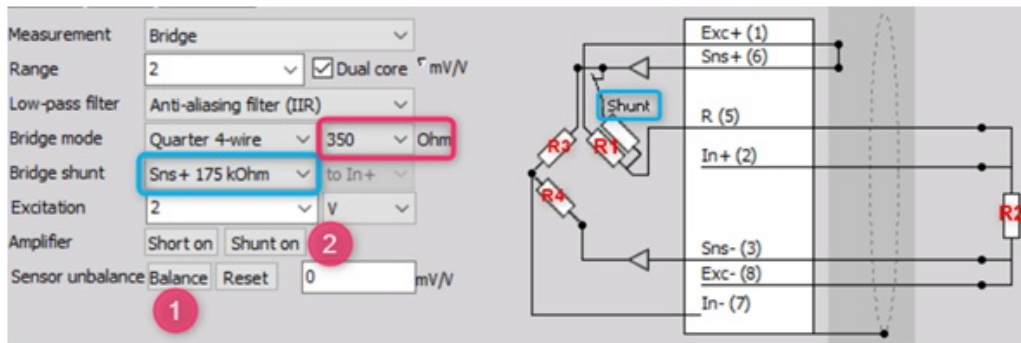 Measurement Bridge
Range 2 Dual core mV/V
Low-pass filter Anti-aliasing filter (IIR)
Bridge mode Quarter 4-wire 350 Ohm
Bridge shunt Sns+ 175 kOhm to In+
Excitation 2 V
Amplifier Short on Shunt on 2
Sensor unbalance Balance Reset 0 mV/V
1
Exc+ (1)
Sns+ (6)
Shunt
R (5)
R3
R1
In+ (2)
R4
R2
Sns- (3)
Exc- (8)
In- (7)